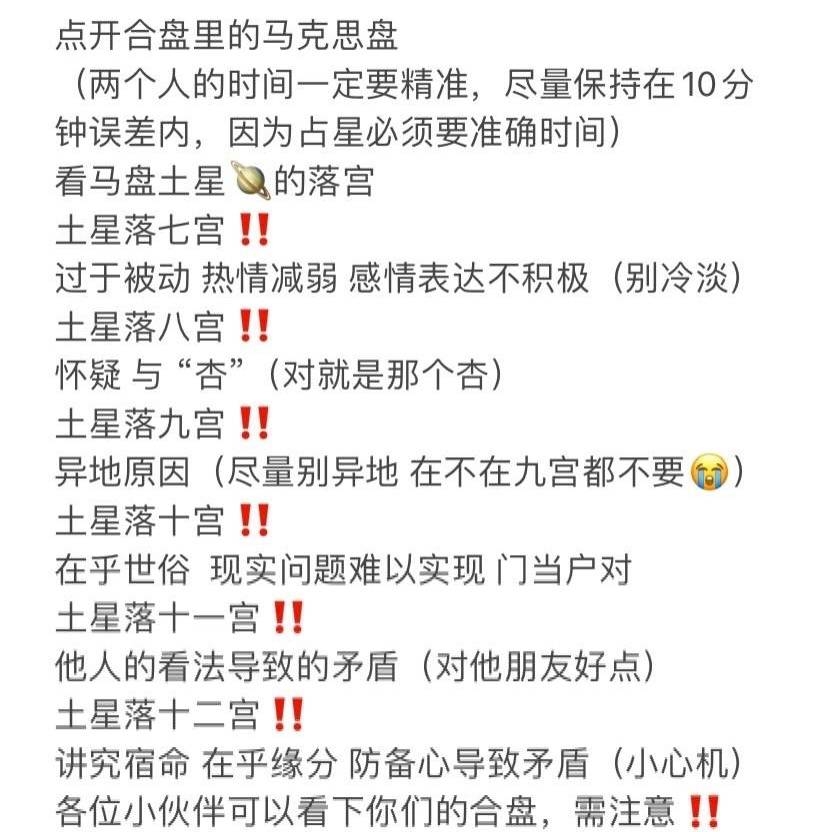 点开合盘里的马克思盘
（两个人的时间一定要精准，尽量保持在10分
钟误差内，因为占星必须要准确时间）
看马盘土星🪐的落宫
土星落七宫‼️
过于被动 热情减弱 感情表达不积极（别冷淡）
土星落八宫‼️
怀疑 与“杏”（对就是那个杏）
土星落九宫‼️
异地原因（尽量别异地 在不在九宫都不要😭）
土星落十宫‼️
在乎世俗  现实问题难以实现 门当户对
土星落十一宫‼️
他人的看法导致的矛盾（对他朋友好点）
土星落十二宫‼️
讲究宿命 在乎缘分 防备心导致矛盾（小心机）
各位小伙伴可以看下你们的合盘，需注意‼️